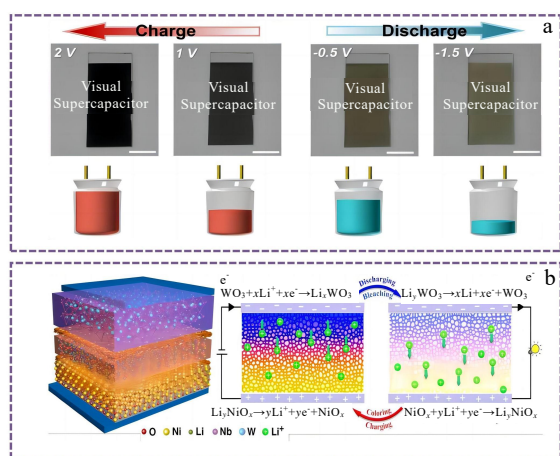 Charge
Discharge
a
2 V
1 V
-0.5 V
-1.5 V
Visual
Supercapacitor
Visual
Supercapacitor
Visual
Supercapacitor
Visual
Supercapacitor
b
e⁻
WO₃+xLi⁺+xe⁻→LiₓWO₃
Discharging
Bleaching
LiᵧWO₃→xLi+xe⁻+WO₃
e⁻
LiᵧNiOₓ→yLi⁺+ye⁻+NiOₓ
Coloring
Charging
NiOₓ+yLi⁺+ye⁻→LiᵧNiOₓ
O Ni Li Nb W Li⁺